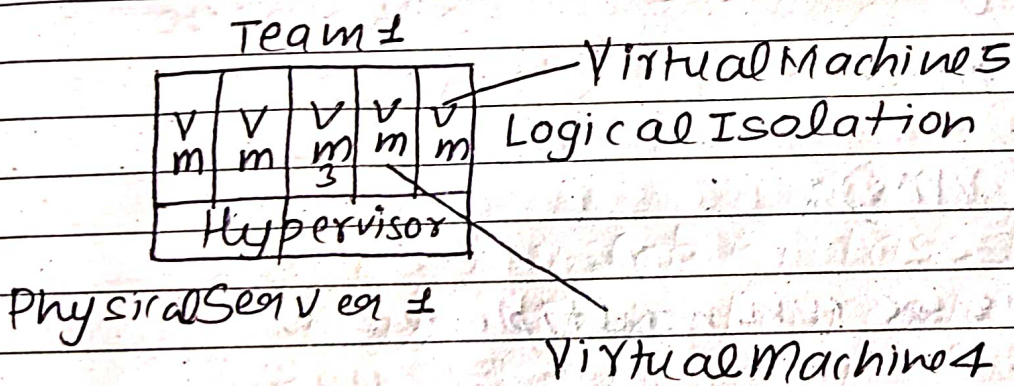 Team 1
Virtual Machine 5
V V V V V
m m m m m
3
Logical Isolation
Hypervisor
Physical Server 1
Virtual Machine 4